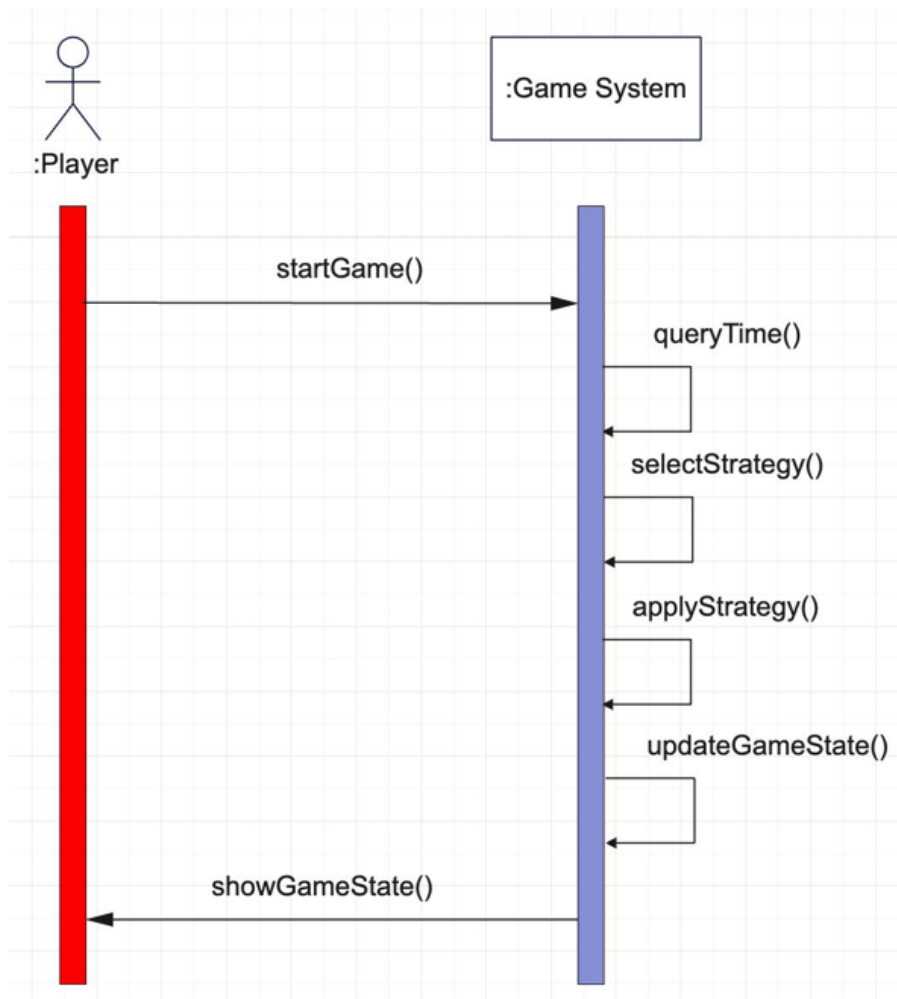 :Game System
:Player
startGame()
queryTime()
selectStrategy()
applyStrategy()
updateGameState()
showGameState()